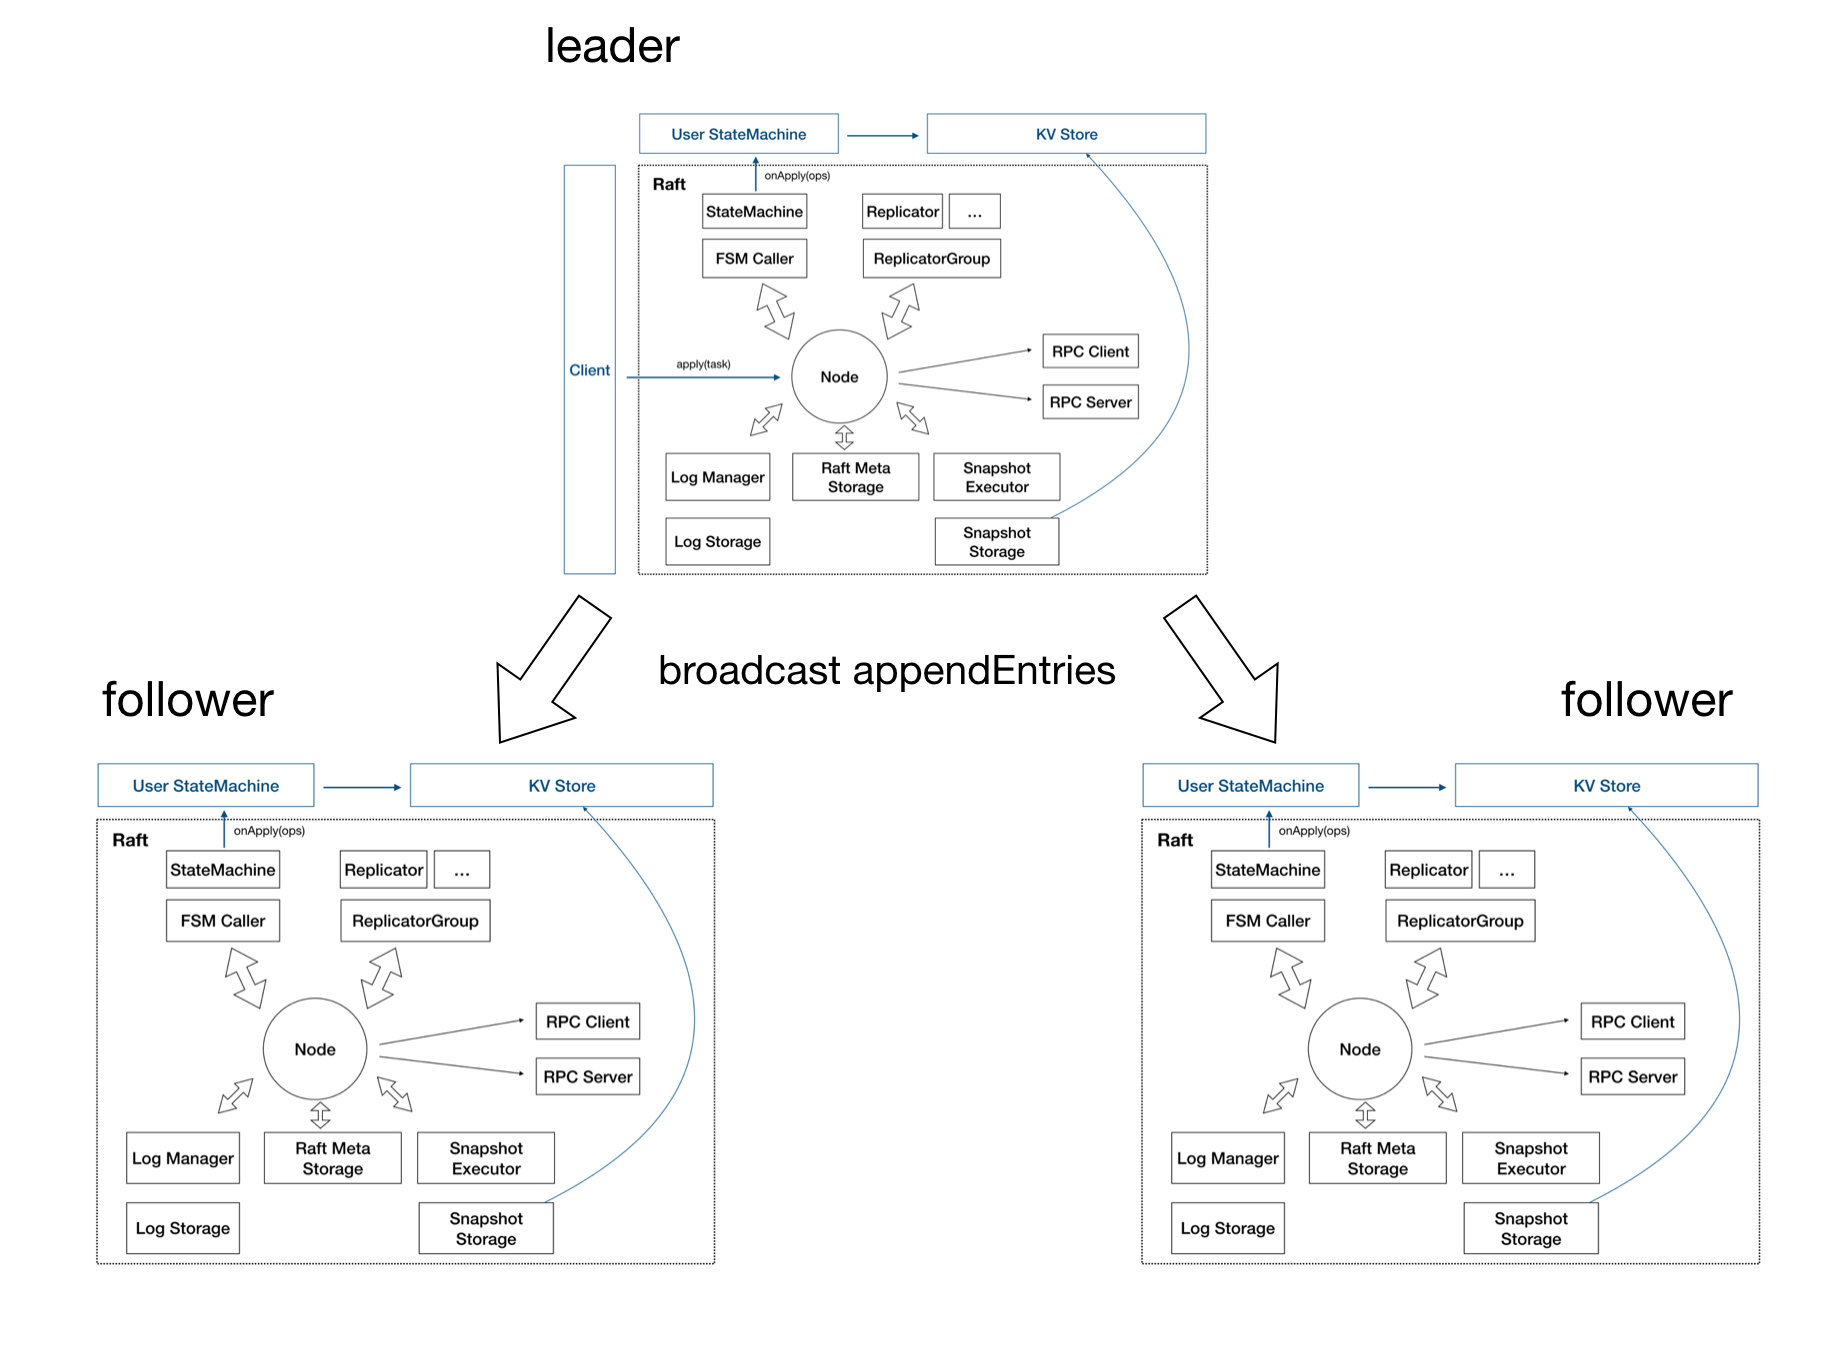 leader
User StateMachine
KV Store
Raft
onApply(ops)
StateMachine
Replicator
...
FSM Caller
ReplicatorGroup
Client
apply(task)
Node
RPC Client
RPC Server
Log Manager
Raft Meta
Storage
Snapshot
Executor
Log Storage
Snapshot
Storage
broadcast appendEntries
follower
User StateMachine
KV Store
Raft
onApply(ops)
StateMachine
Replicator
...
FSM Caller
ReplicatorGroup
Node
RPC Client
RPC Server
Log Manager
Raft Meta
Storage
Snapshot
Executor
Log Storage
Snapshot
Storage
follower
User StateMachine
KV Store
Raft
onApply(ops)
StateMachine
Replicator
...
FSM Caller
ReplicatorGroup
Node
RPC Client
RPC Server
Log Manager
Raft Meta
Storage
Snapshot
Executor
Log Storage
Snapshot
Storage